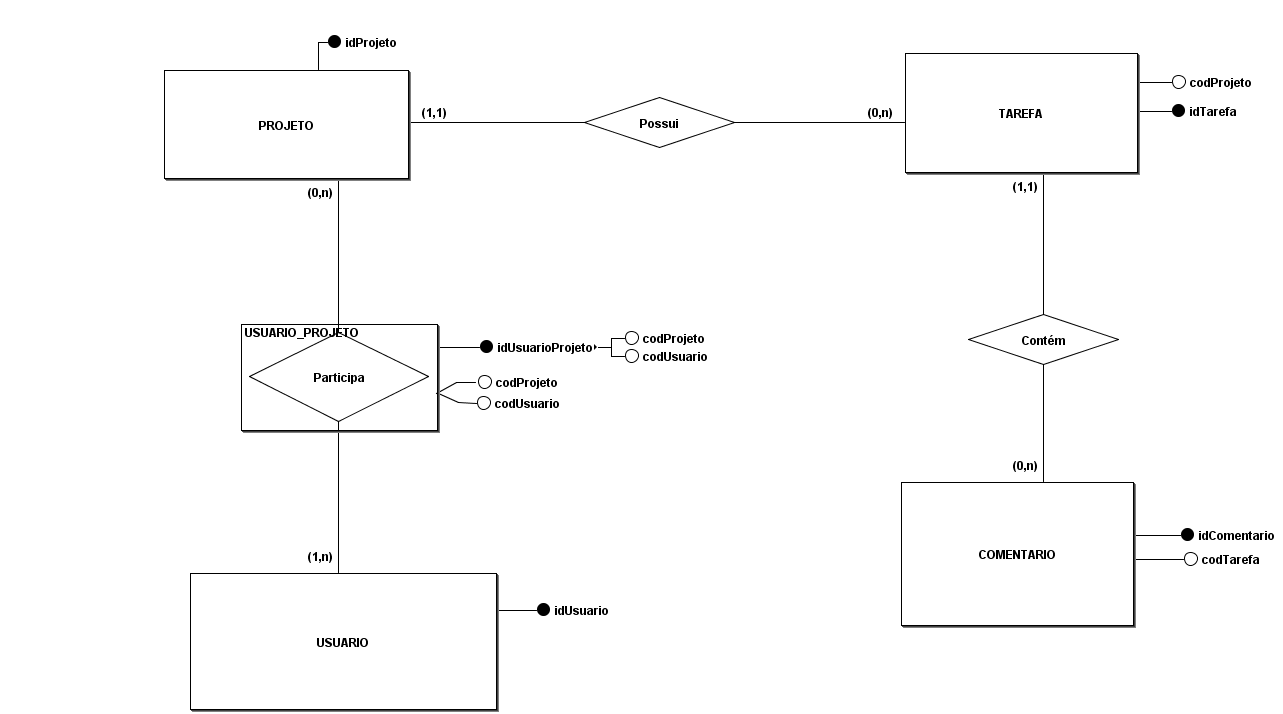 idProjeto
PROJETO
(1,1)
Possui
(0,n)
TAREFA
codProjeto
idTarefa
(0,n)
(1,1)
USUARIO_PROJETO
Participa
idUsuarioProjeto
codProjeto
codUsuario
codProjeto
codUsuario
Contém
(0,n)
(1,n)
COMENTARIO
idComentario
codTarefa
USUARIO
idUsuario